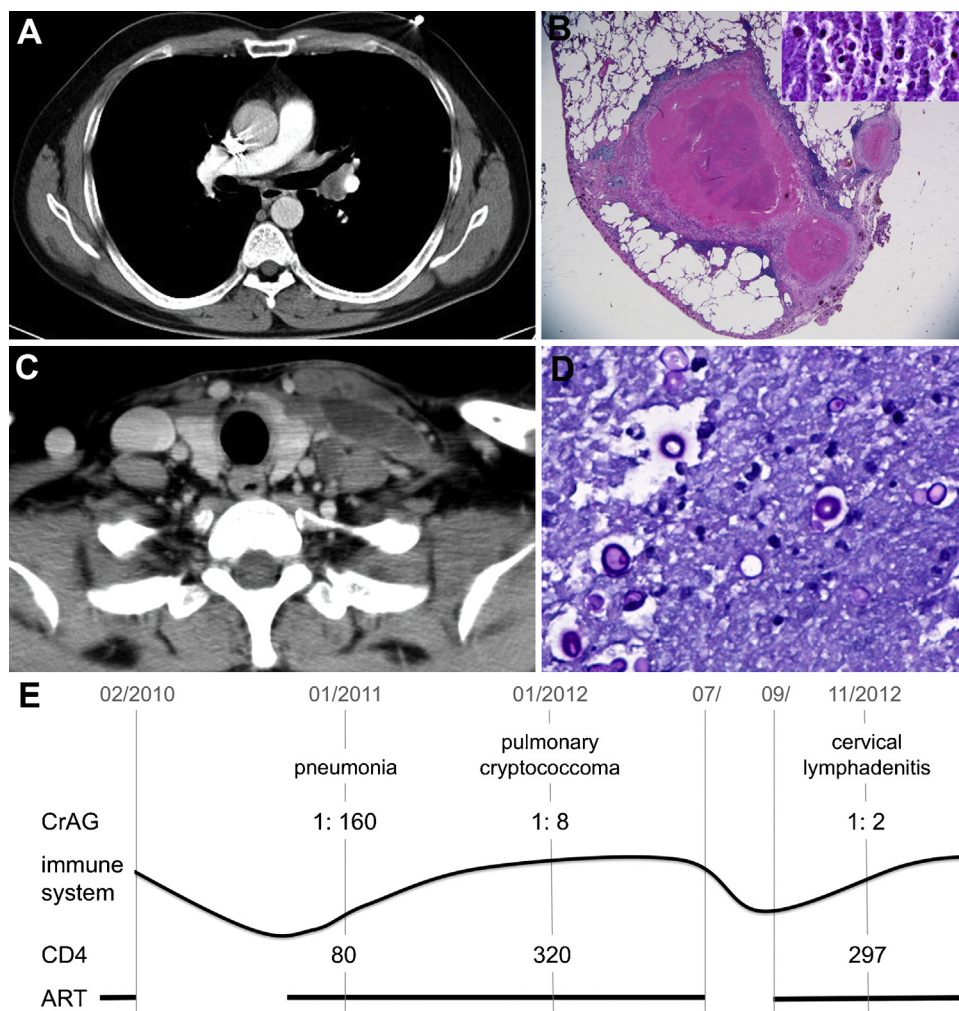 A
B
C
D
E
02/2010 01/2011 01/2012 07/ 09/ 11/2012
pneumonia
pulmonary
cryptococcoma
cervical
lymphadenitis
CrAG 1: 160 1: 8 1: 2
immune
system
CD4 80 320 297
ART